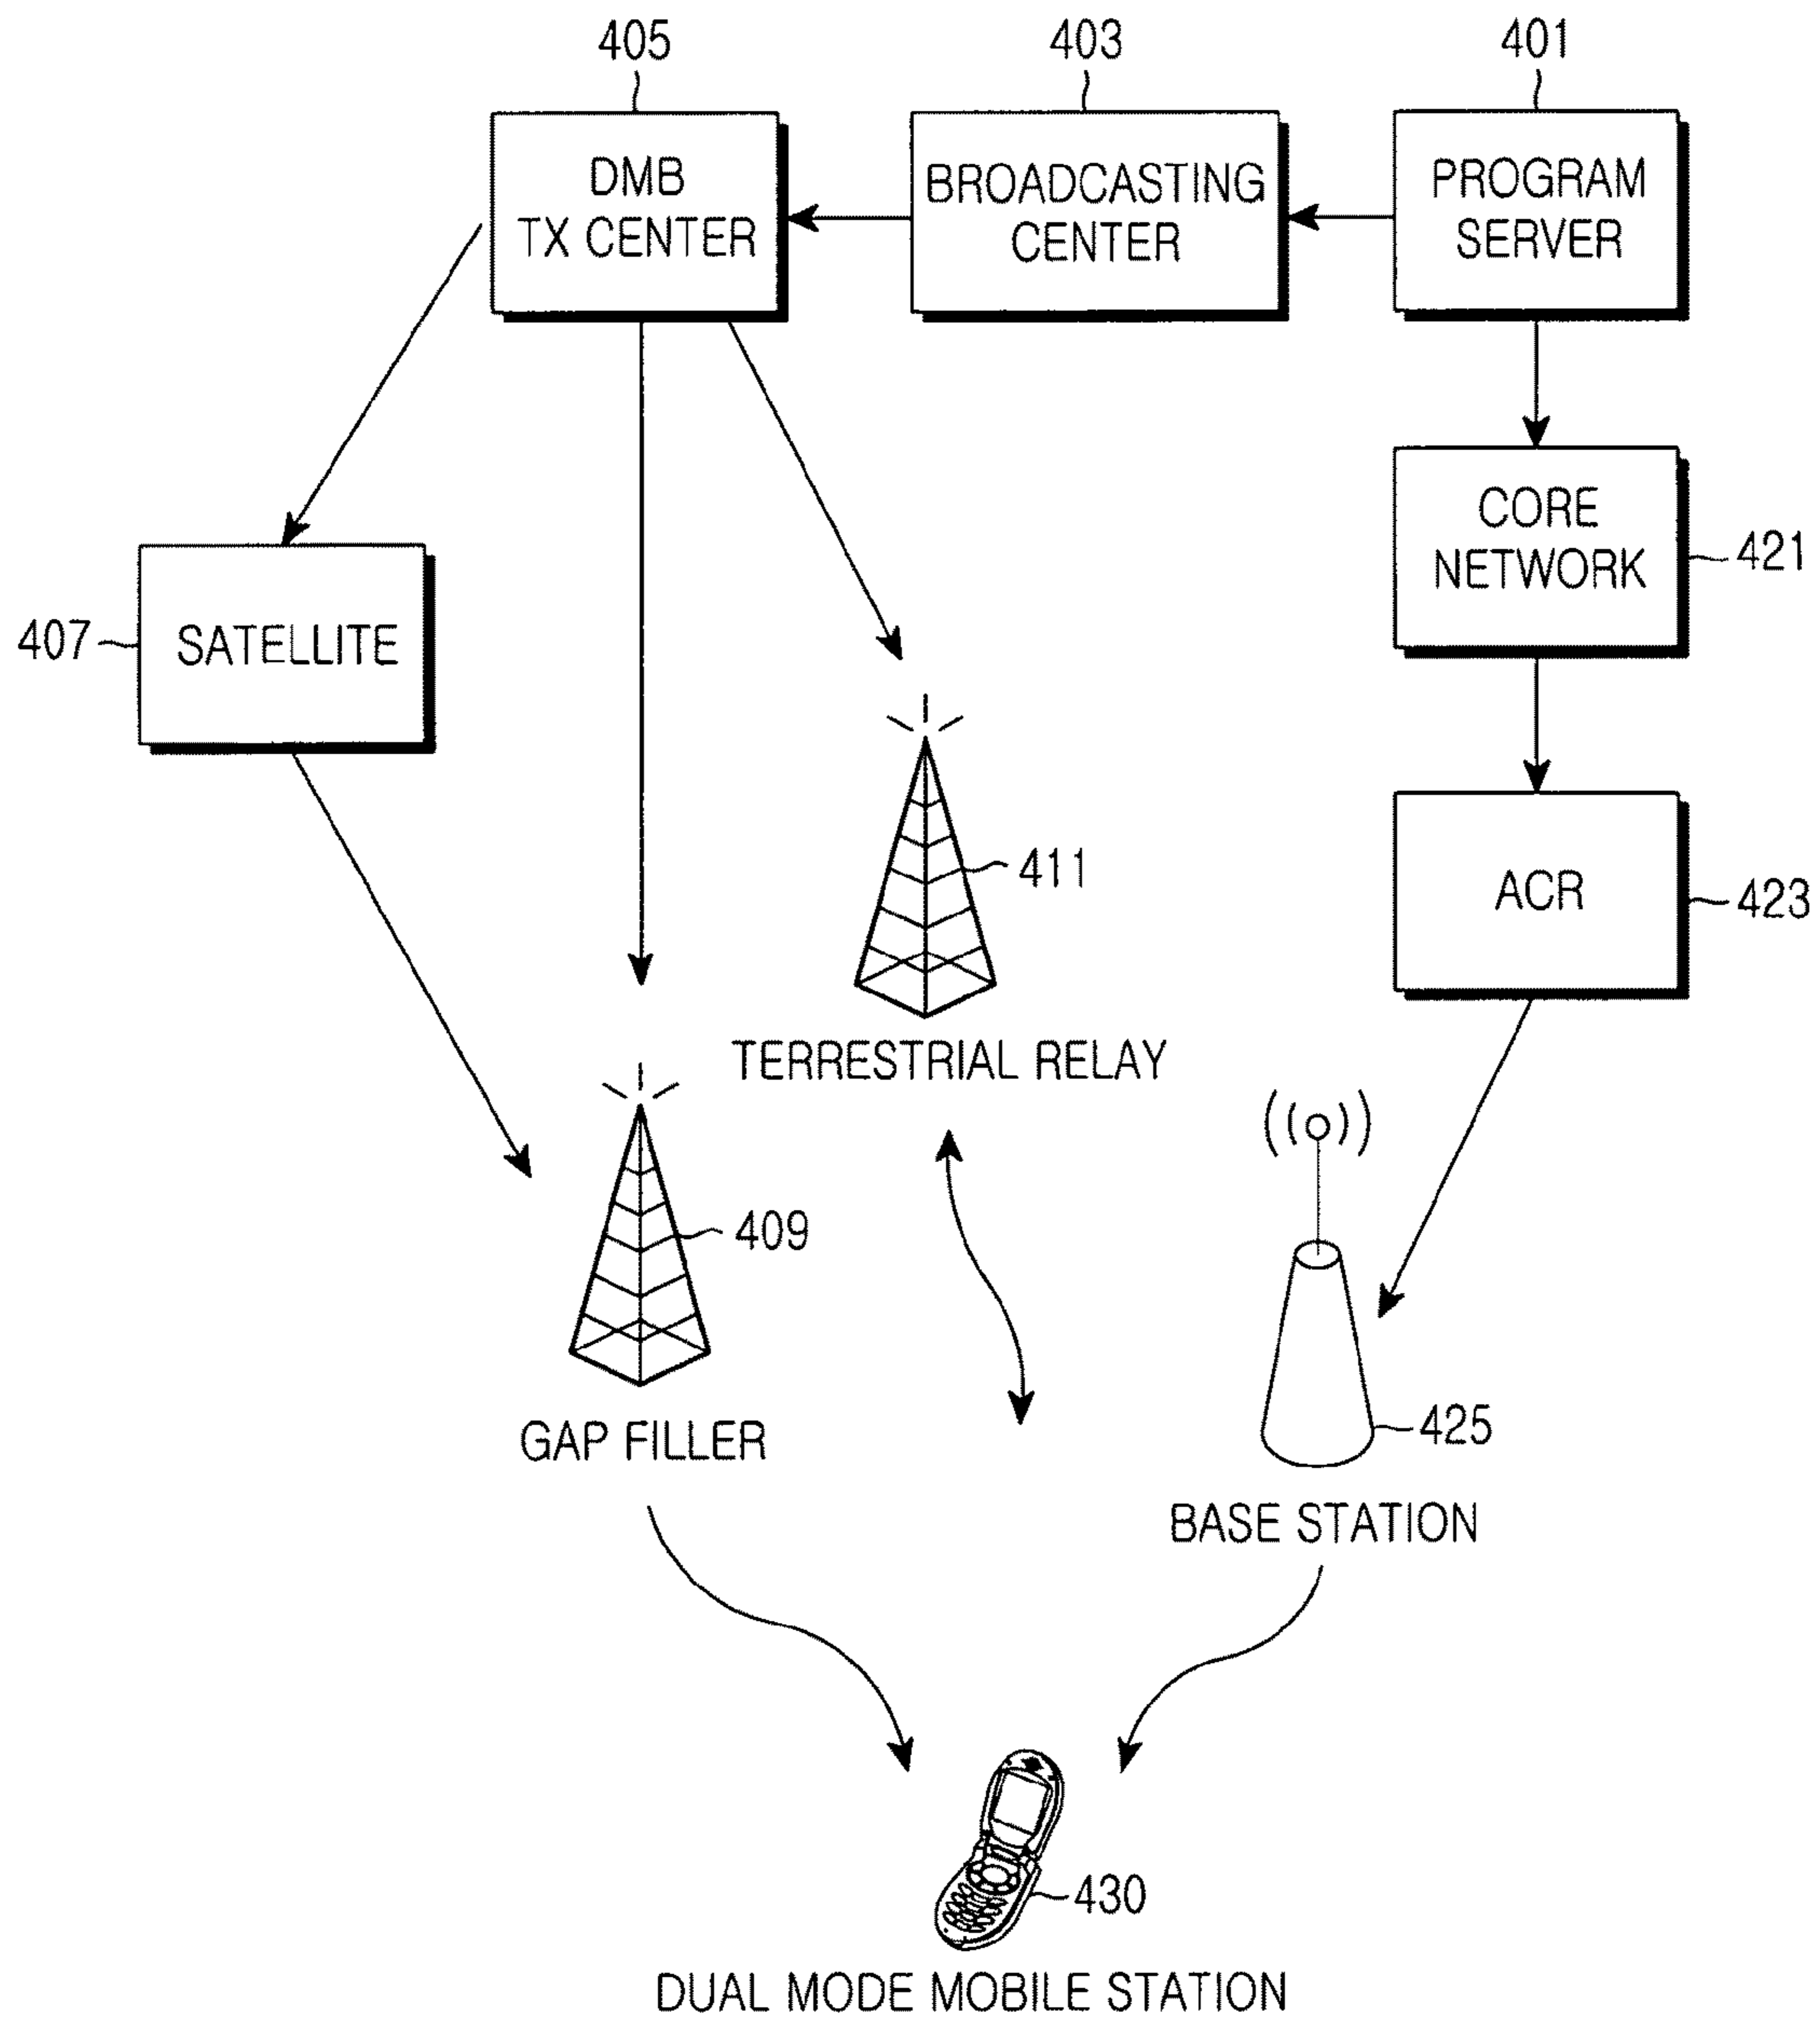 405
403
401
DMB
TX CENTER
BROADCASTING
CENTER
PROGRAM
SERVER
CORE
NETWORK
421
407
SATELLITE
411
ACR
423
TERRESTRIAL RELAY
409
425
GAP FILLER
BASE STATION
430
DUAL MODE MOBILE STATION